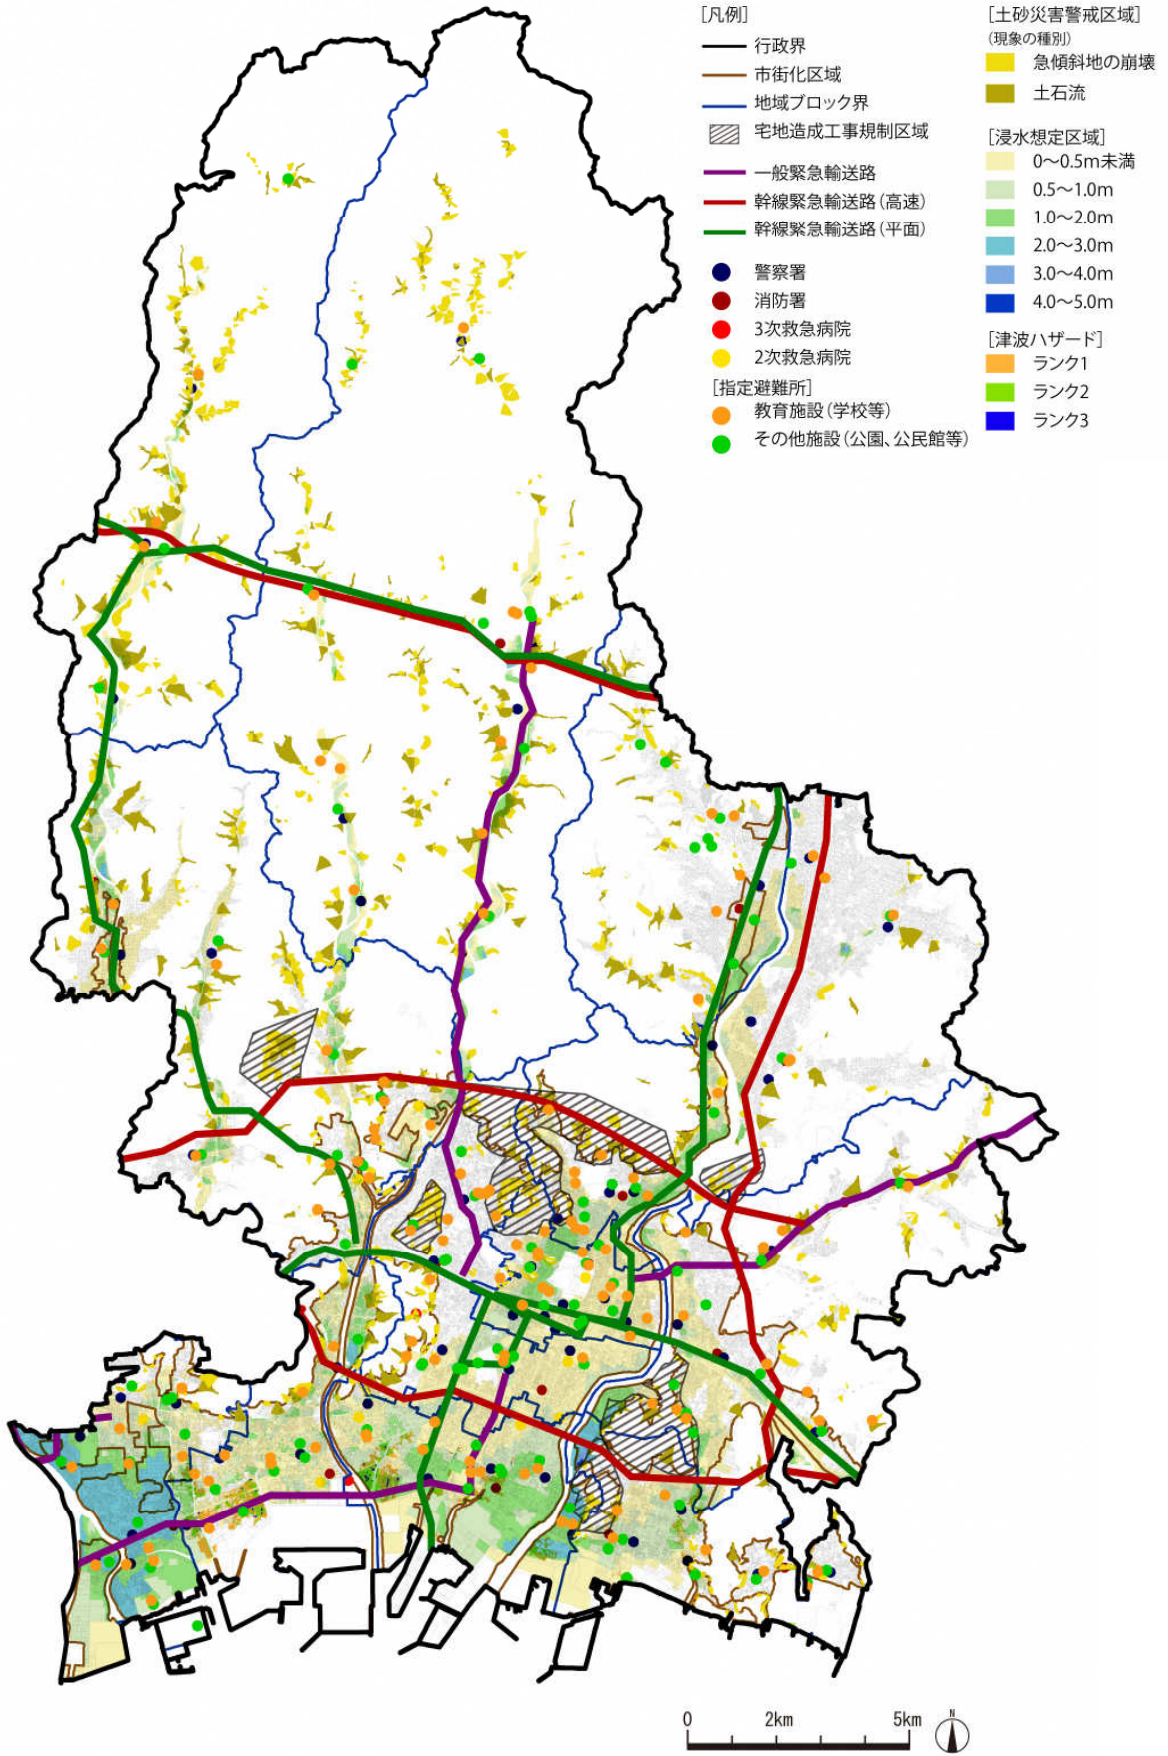 [凡例]
行政界
市街化区域
地域ブロック界
宅地造成工事規制区域
一般緊急輸送路
幹線緊急輸送路(高速)
幹線緊急輸送路(平面)
警察署
消防署
3次救急病院
2次救急病院
[指定避難所]
教育施設(学校等)
その他施設(公園、公民館等)
[土砂災害警戒区域]
(現象の種別)
急傾斜地の崩壊
土石流
[浸水想定区域]
0～0.5m未満
0.5～1.0m
1.0～2.0m
2.0～3.0m
3.0～4.0m
4.0～5.0m
[津波ハザード]
ランク1
ランク2
ランク3
0 2km 5km
N